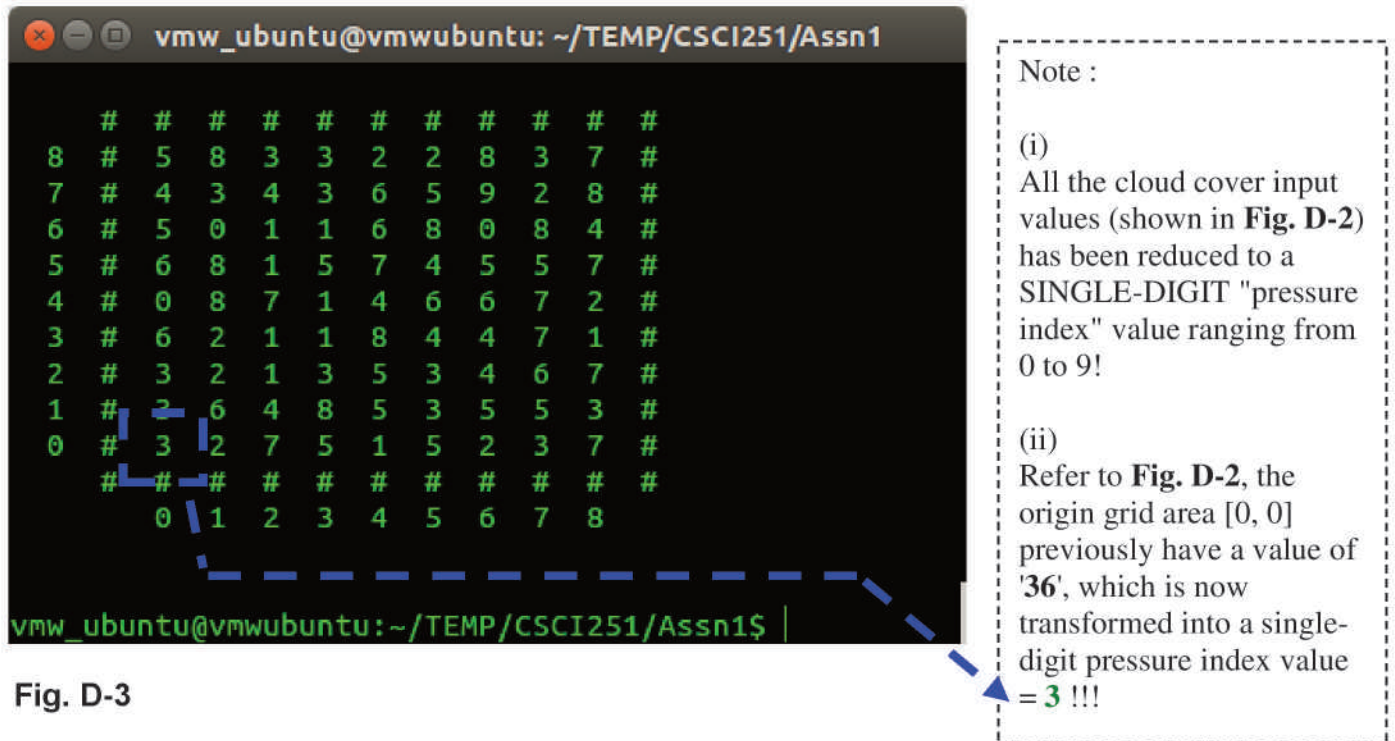 vmw_ubuntu@vmwubuntu: ~/TEMP/CSCI251/Assn1
# # # # # # # # # # #
8 # 5 8 3 3 2 2 8 3 7 #
7 # 4 3 4 3 6 5 9 2 8 #
6 # 5 0 1 1 6 8 0 8 4 #
5 # 6 8 1 5 7 4 5 5 7 #
4 # 0 8 7 1 4 6 6 7 2 #
3 # 6 2 1 1 8 4 4 7 1 #
2 # 3 2 1 3 5 3 4 6 7 #
1 # 3 6 4 8 5 3 5 5 3 #
0 # 3 2 7 5 1 5 2 3 7 #
# # # # # # # # # # #
0 1 2 3 4 5 6 7 8
vmw_ubuntu@vmwubuntu:~/TEMP/CSCI251/Assn1$
Fig. D-3
Note :
(i)
All the cloud cover input
values (shown in Fig. D-2)
has been reduced to a
SINGLE-DIGIT "pressure
index" value ranging from
0 to 9!
(ii)
Refer to Fig. D-2, the
origin grid area [0, 0]
previously have a value of
'36', which is now
transformed into a single-
digit pressure index value
= 3 !!!